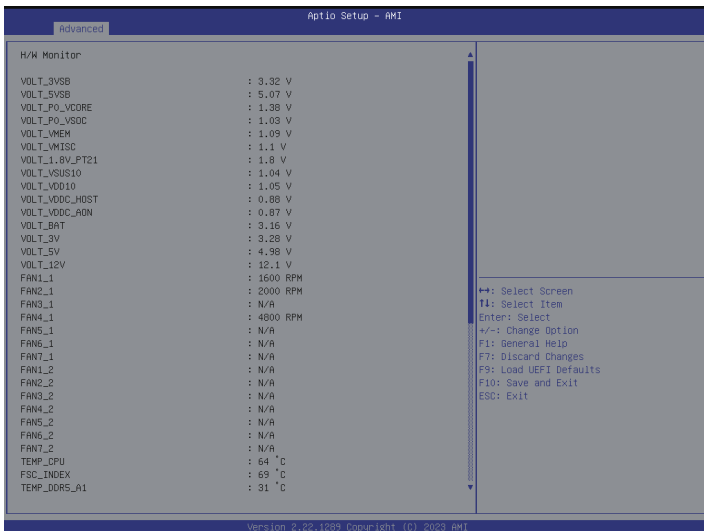 Aptio Setup – AMI
Advanced
H/W Monitor
VOLT_3VSB : 3.32 V
VOLT_5VSB : 5.07 V
VOLT_P0_VCORE : 1.38 V
VOLT_P0_VSOC : 1.03 V
VOLT_VMEM : 1.09 V
VOLT_VMISC : 1.1 V
VOLT_1.8V_PT21 : 1.8 V
VOLT_VSUS10 : 1.04 V
VOLT_VDD10 : 1.05 V
VOLT_VDDC_HOST : 0.88 V
VOLT_VDDC_AON : 0.87 V
VOLT_BAT : 3.16 V
VOLT_3V : 3.28 V
VOLT_5V : 4.98 V
VOLT_12V : 12.1 V
FAN1_1 : 1600 RPM
FAN2_1 : 2000 RPM
FAN3_1 : N/A
FAN4_1 : 4800 RPM
FAN5_1 : N/A
FAN6_1 : N/A
FAN7_1 : N/A
FAN1_2 : N/A
FAN2_2 : N/A
FAN3_2 : N/A
FAN4_2 : N/A
FAN5_2 : N/A
FAN6_2 : N/A
FAN7_2 : N/A
TEMP_CPU : 64 °C
FSC_INDEX : 69 °C
TEMP_DDR5_A1 : 31 °C
↔: Select Screen
↑↓: Select Item
Enter: Select
+/-: Change Option
F1: General Help
F7: Discard Changes
F9: Load UEFI Defaults
F10: Save and Exit
ESC: Exit
Version 2.22.1289 Copyright (C) 2023 AMI